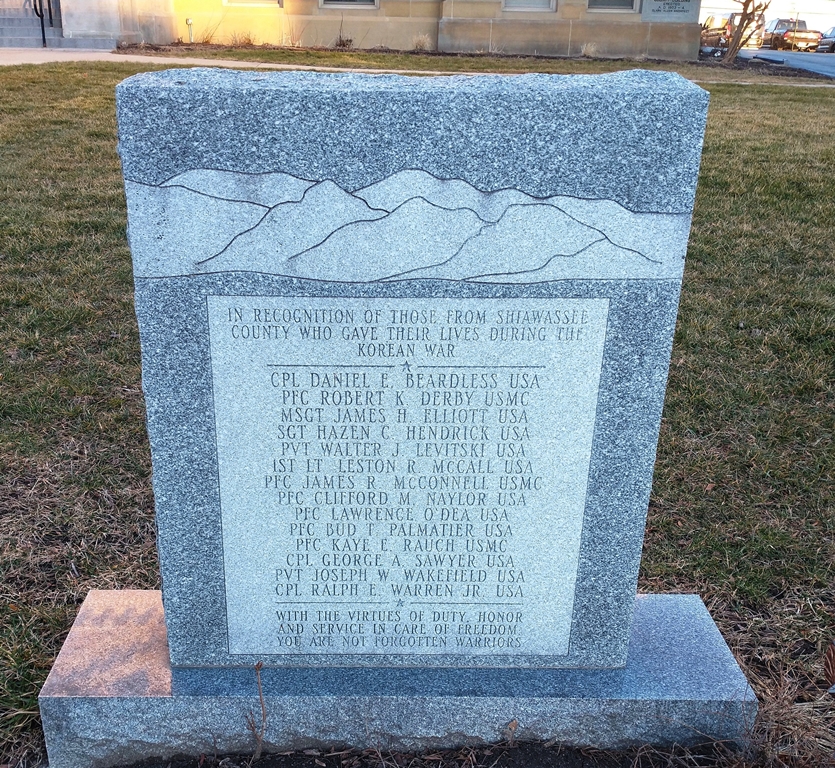 IN RECOGNITION OF THOSE FROM SHIAWASSEE
COUNTY WHO GAVE THEIR LIVES DURING THE
KOREAN WAR
CPL DANIEL E. BEARDLESS USA
PFC ROBERT K. DERBY USMC
MSGT JAMES H. ELLIOTT USA
SGT HAZEN C. HENDRICK USA
PVT WALTER J. LEVITSKI USA
1ST LT. LESTON R. McCALL USA
PFC JAMES R. McCONNELL USMC
PFC CLIFFORD M. NAYLOR USA
PFC LAWRENCE O'DEA USA
PFC BUD T. PALMATIER USA
PFC KAYE E. RAUCH USMC
CPL GEORGE A. SAWYER USA
PVT JOSEPH W. WAKEFIELD USA
CPL RALPH E. WARREN JR. USA
WITH THE VIRTUES OF DUTY, HONOR
AND SERVICE IN CARE OF FREEDOM
YOU ARE NOT FORGOTTEN WARRIORS